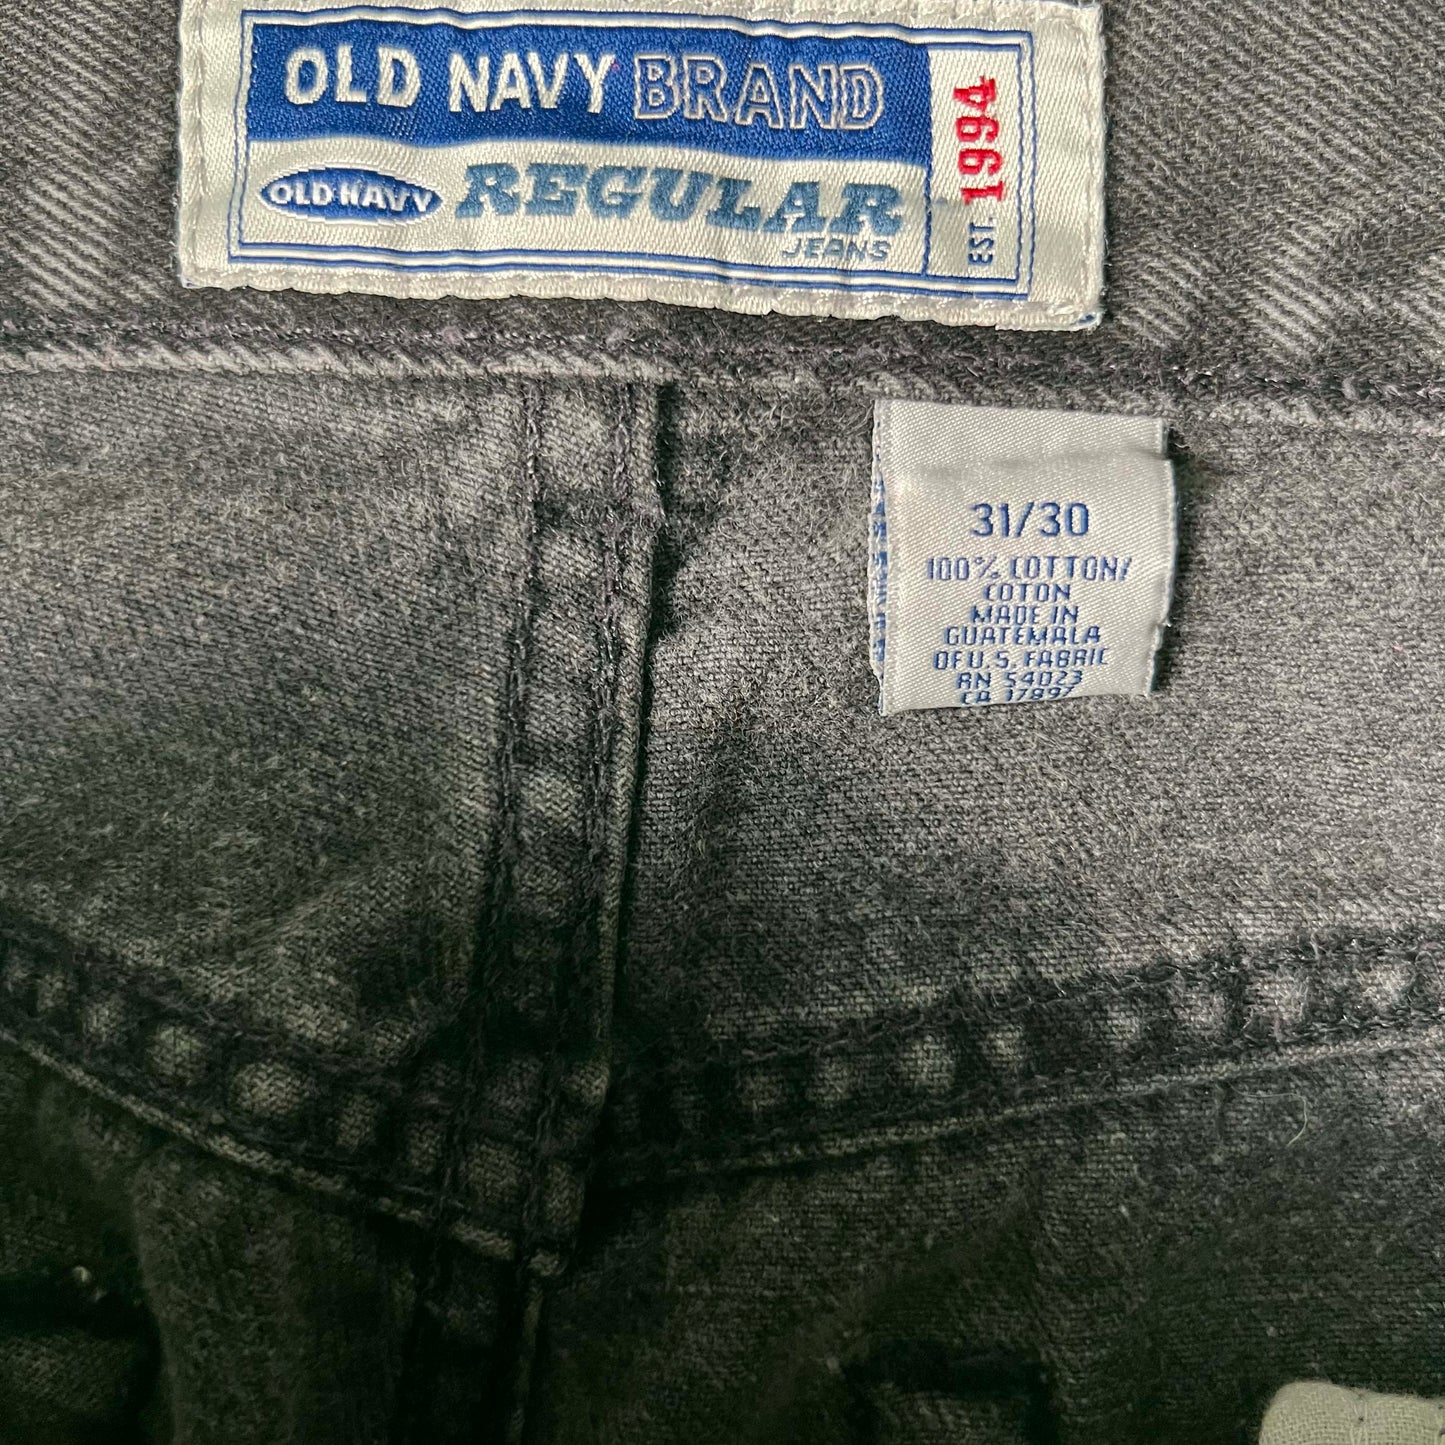 OLD NAVY BRAND
OLD NAVY REGULAR
JEANS
EST. 1994
31/30
100% COTTON/
COTON
MADE IN
GUATEMALA
OF U.S. FABRIC
RN 54023
CA 17897